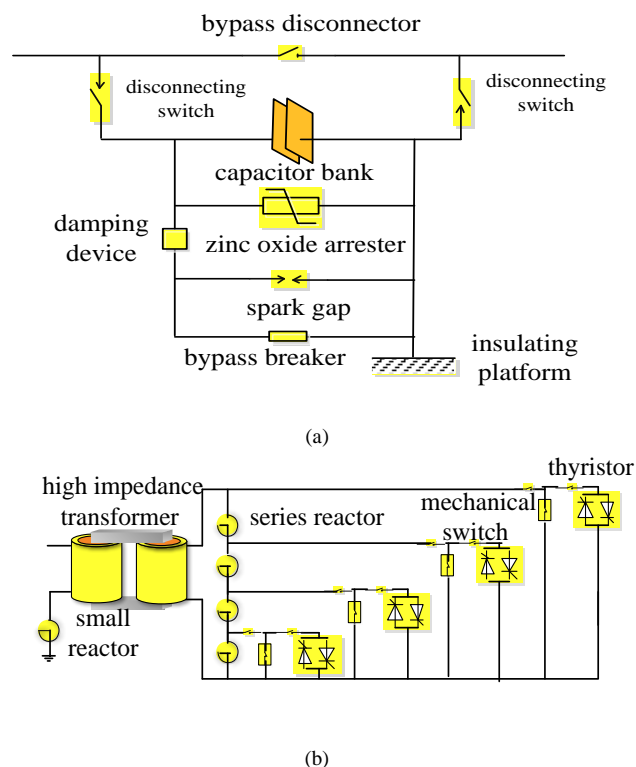 bypass disconnector
disconnecting
switch
disconnecting
switch
capacitor bank
damping
device
zinc oxide arrester
spark gap
bypass breaker
insulating
platform
(a)
thyristor
high impedance
transformer
series reactor
mechanical
switch
small
reactor
(b)